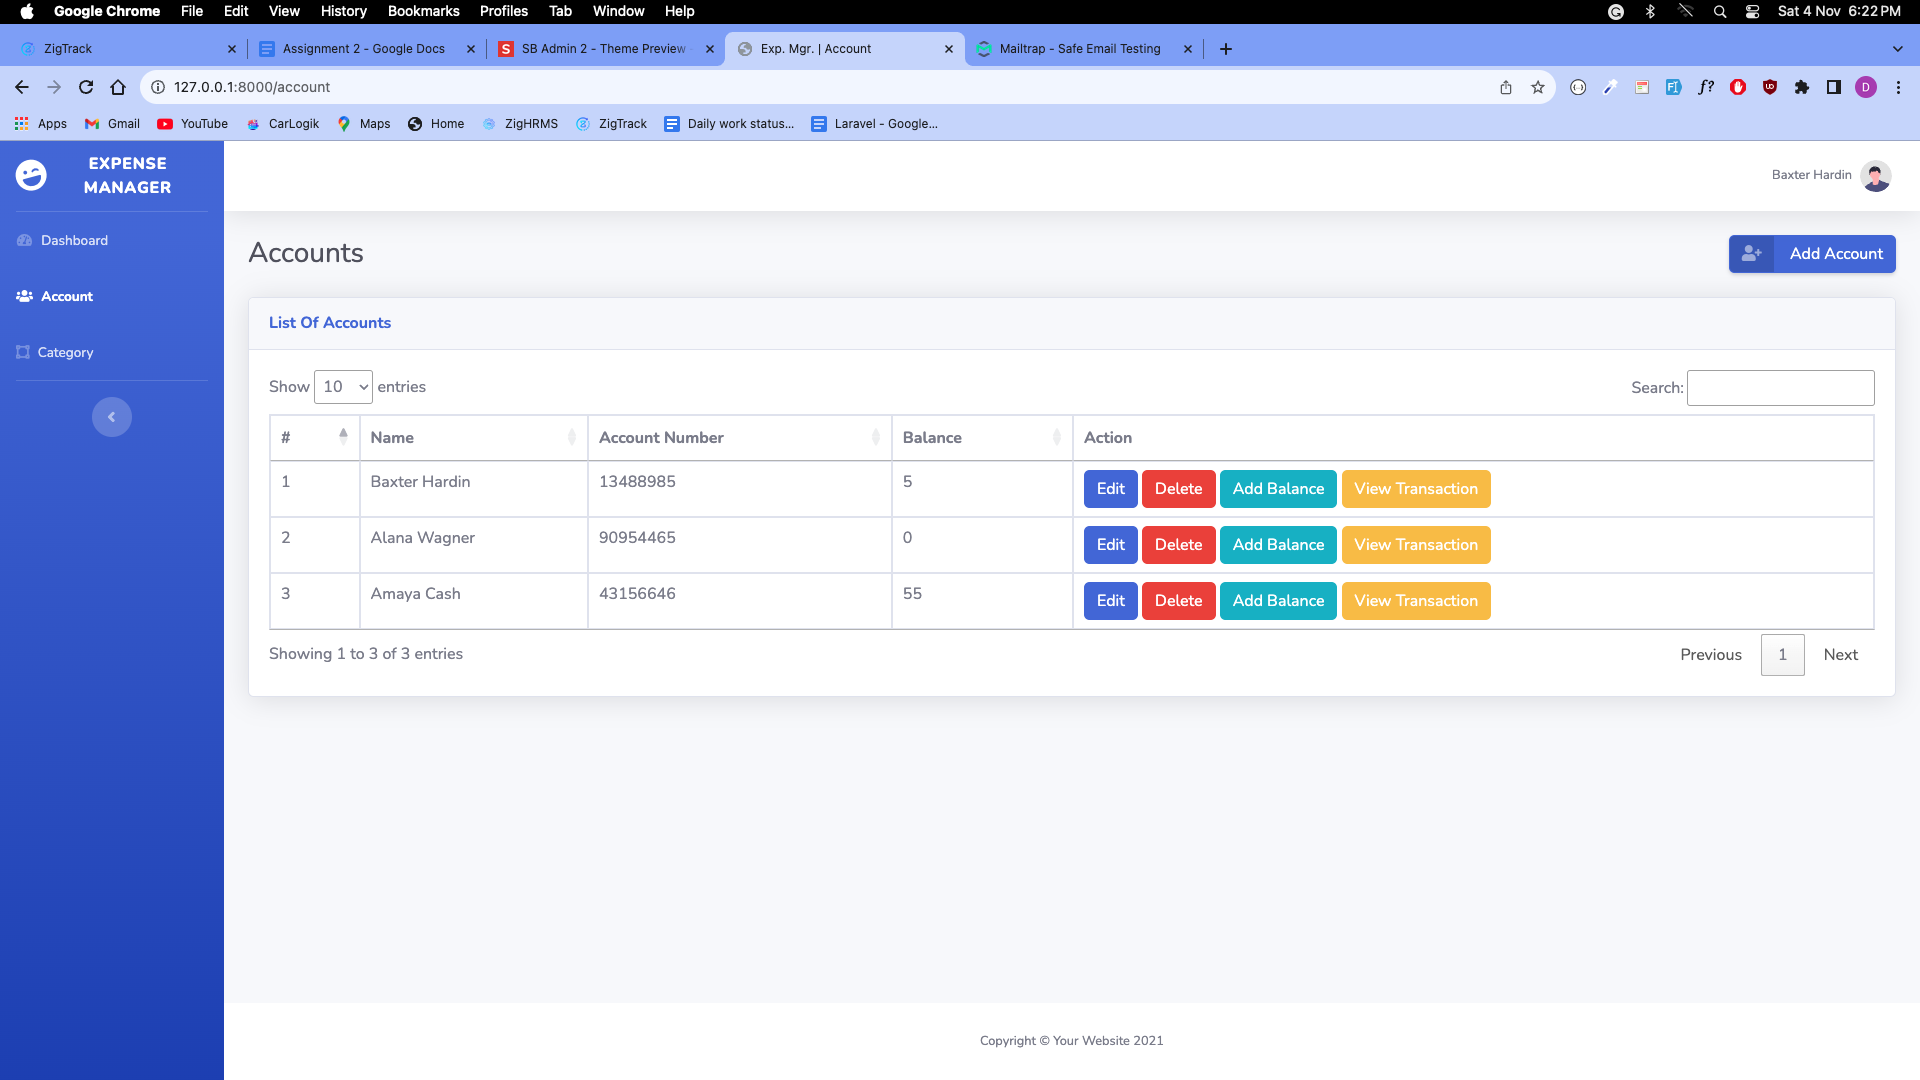 Google Chrome File Edit View History Bookmarks Profiles Tab Window Help Sat 4 Nov 6:22 PM
ZigTrack Assignment 2 - Google Docs SB Admin 2 - Theme Preview Exp. Mgr. | Account Mailtrap - Safe Email Testing
127.0.0.1:8000/account f? D
Apps Gmail YouTube CarLogik Maps Home ZigHRMS ZigTrack Daily work status... Laravel - Google...
EXPENSE
MANAGER
Baxter Hardin
Dashboard
Account
Category
Accounts
Add Account
List Of Accounts
Show 10 entries
Search:
# Name Account Number Balance Action
1 Baxter Hardin 13488985 5 Edit Delete Add Balance View Transaction
2 Alana Wagner 90954465 0 Edit Delete Add Balance View Transaction
3 Amaya Cash 43156646 55 Edit Delete Add Balance View Transaction
Showing 1 to 3 of 3 entries
Previous 1 Next
Copyright © Your Website 2021